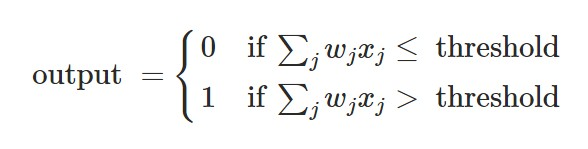 output = { 0 if ∑_j w_j x_j ≤ threshold
1 if ∑_j w_j x_j > threshold